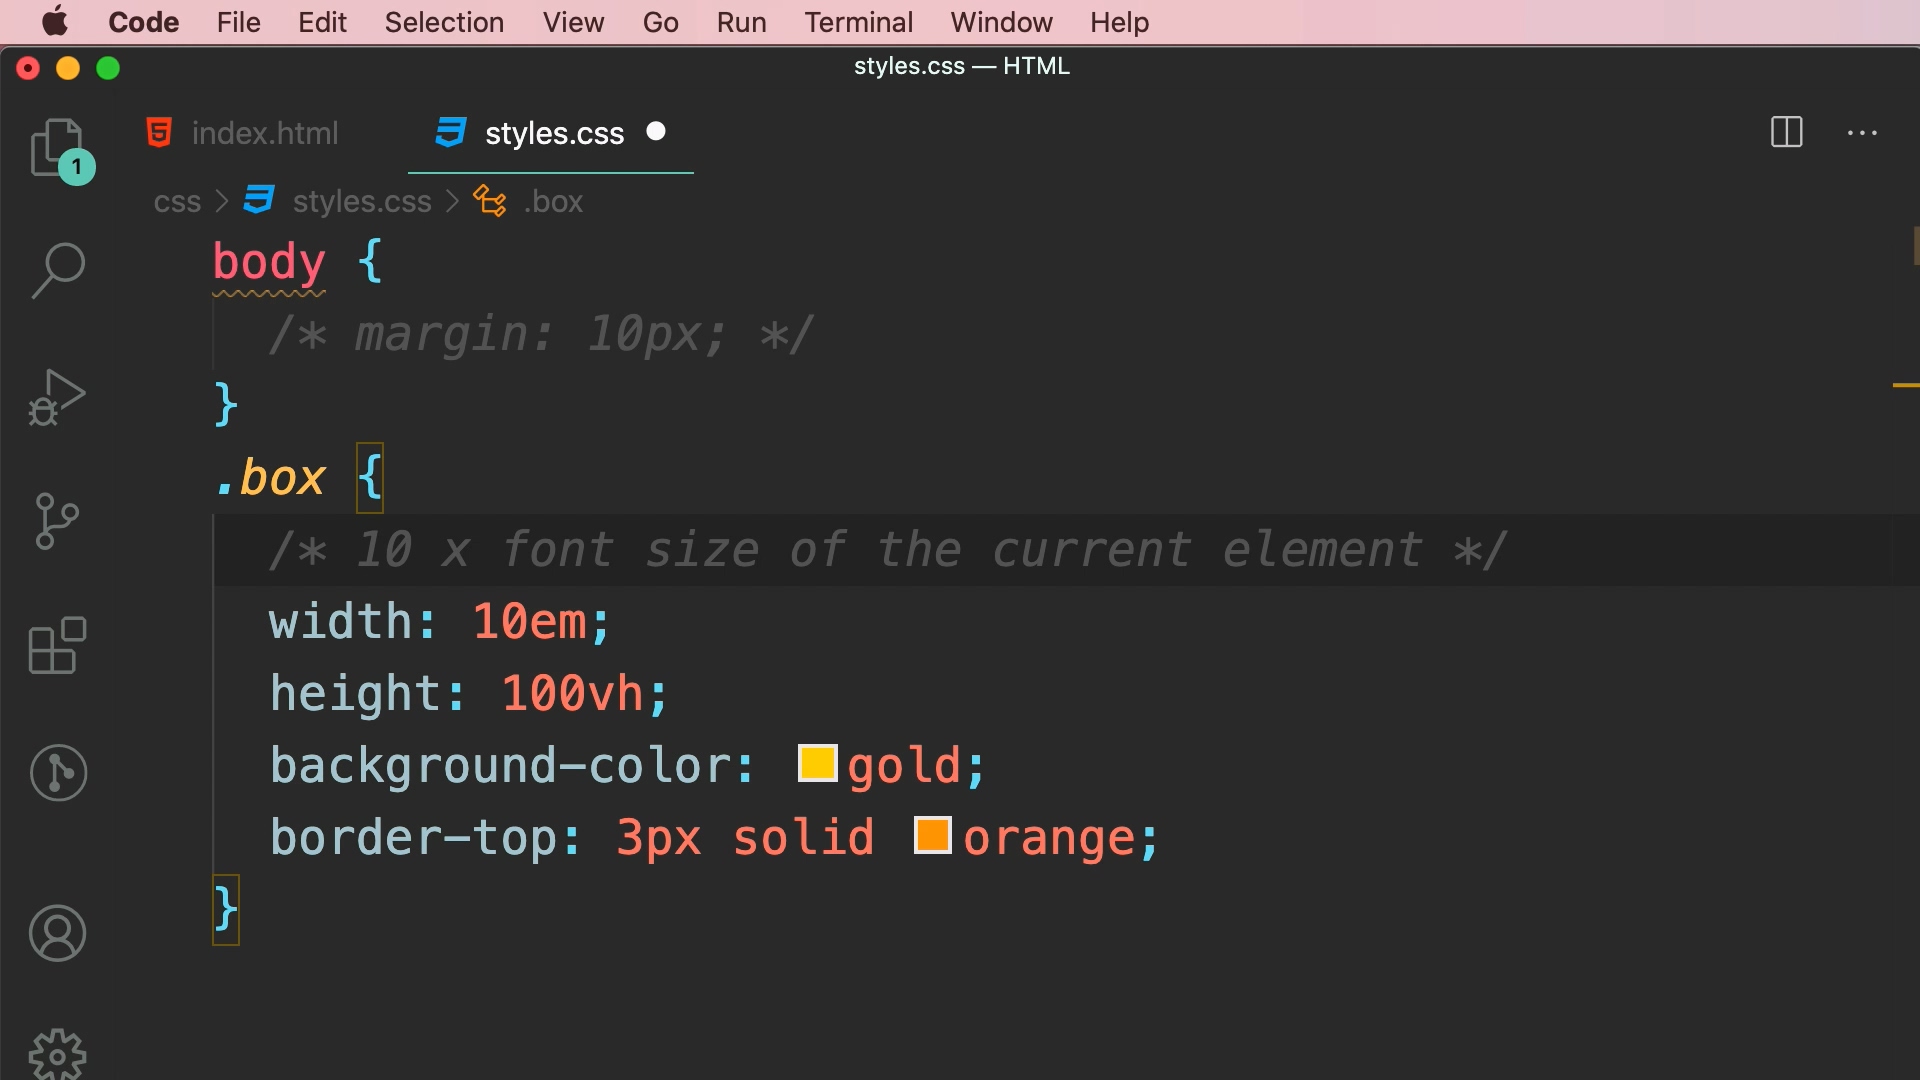 Code File Edit Selection View Go Run Terminal Window Help
styles.css — HTML
index.html styles.css
1
css > styles.css > .box
body {
/* margin: 10px; */
}
.box {
/* 10 x font size of the current element */
width: 10em;
height: 100vh;
background-color: gold;
border-top: 3px solid orange;
}